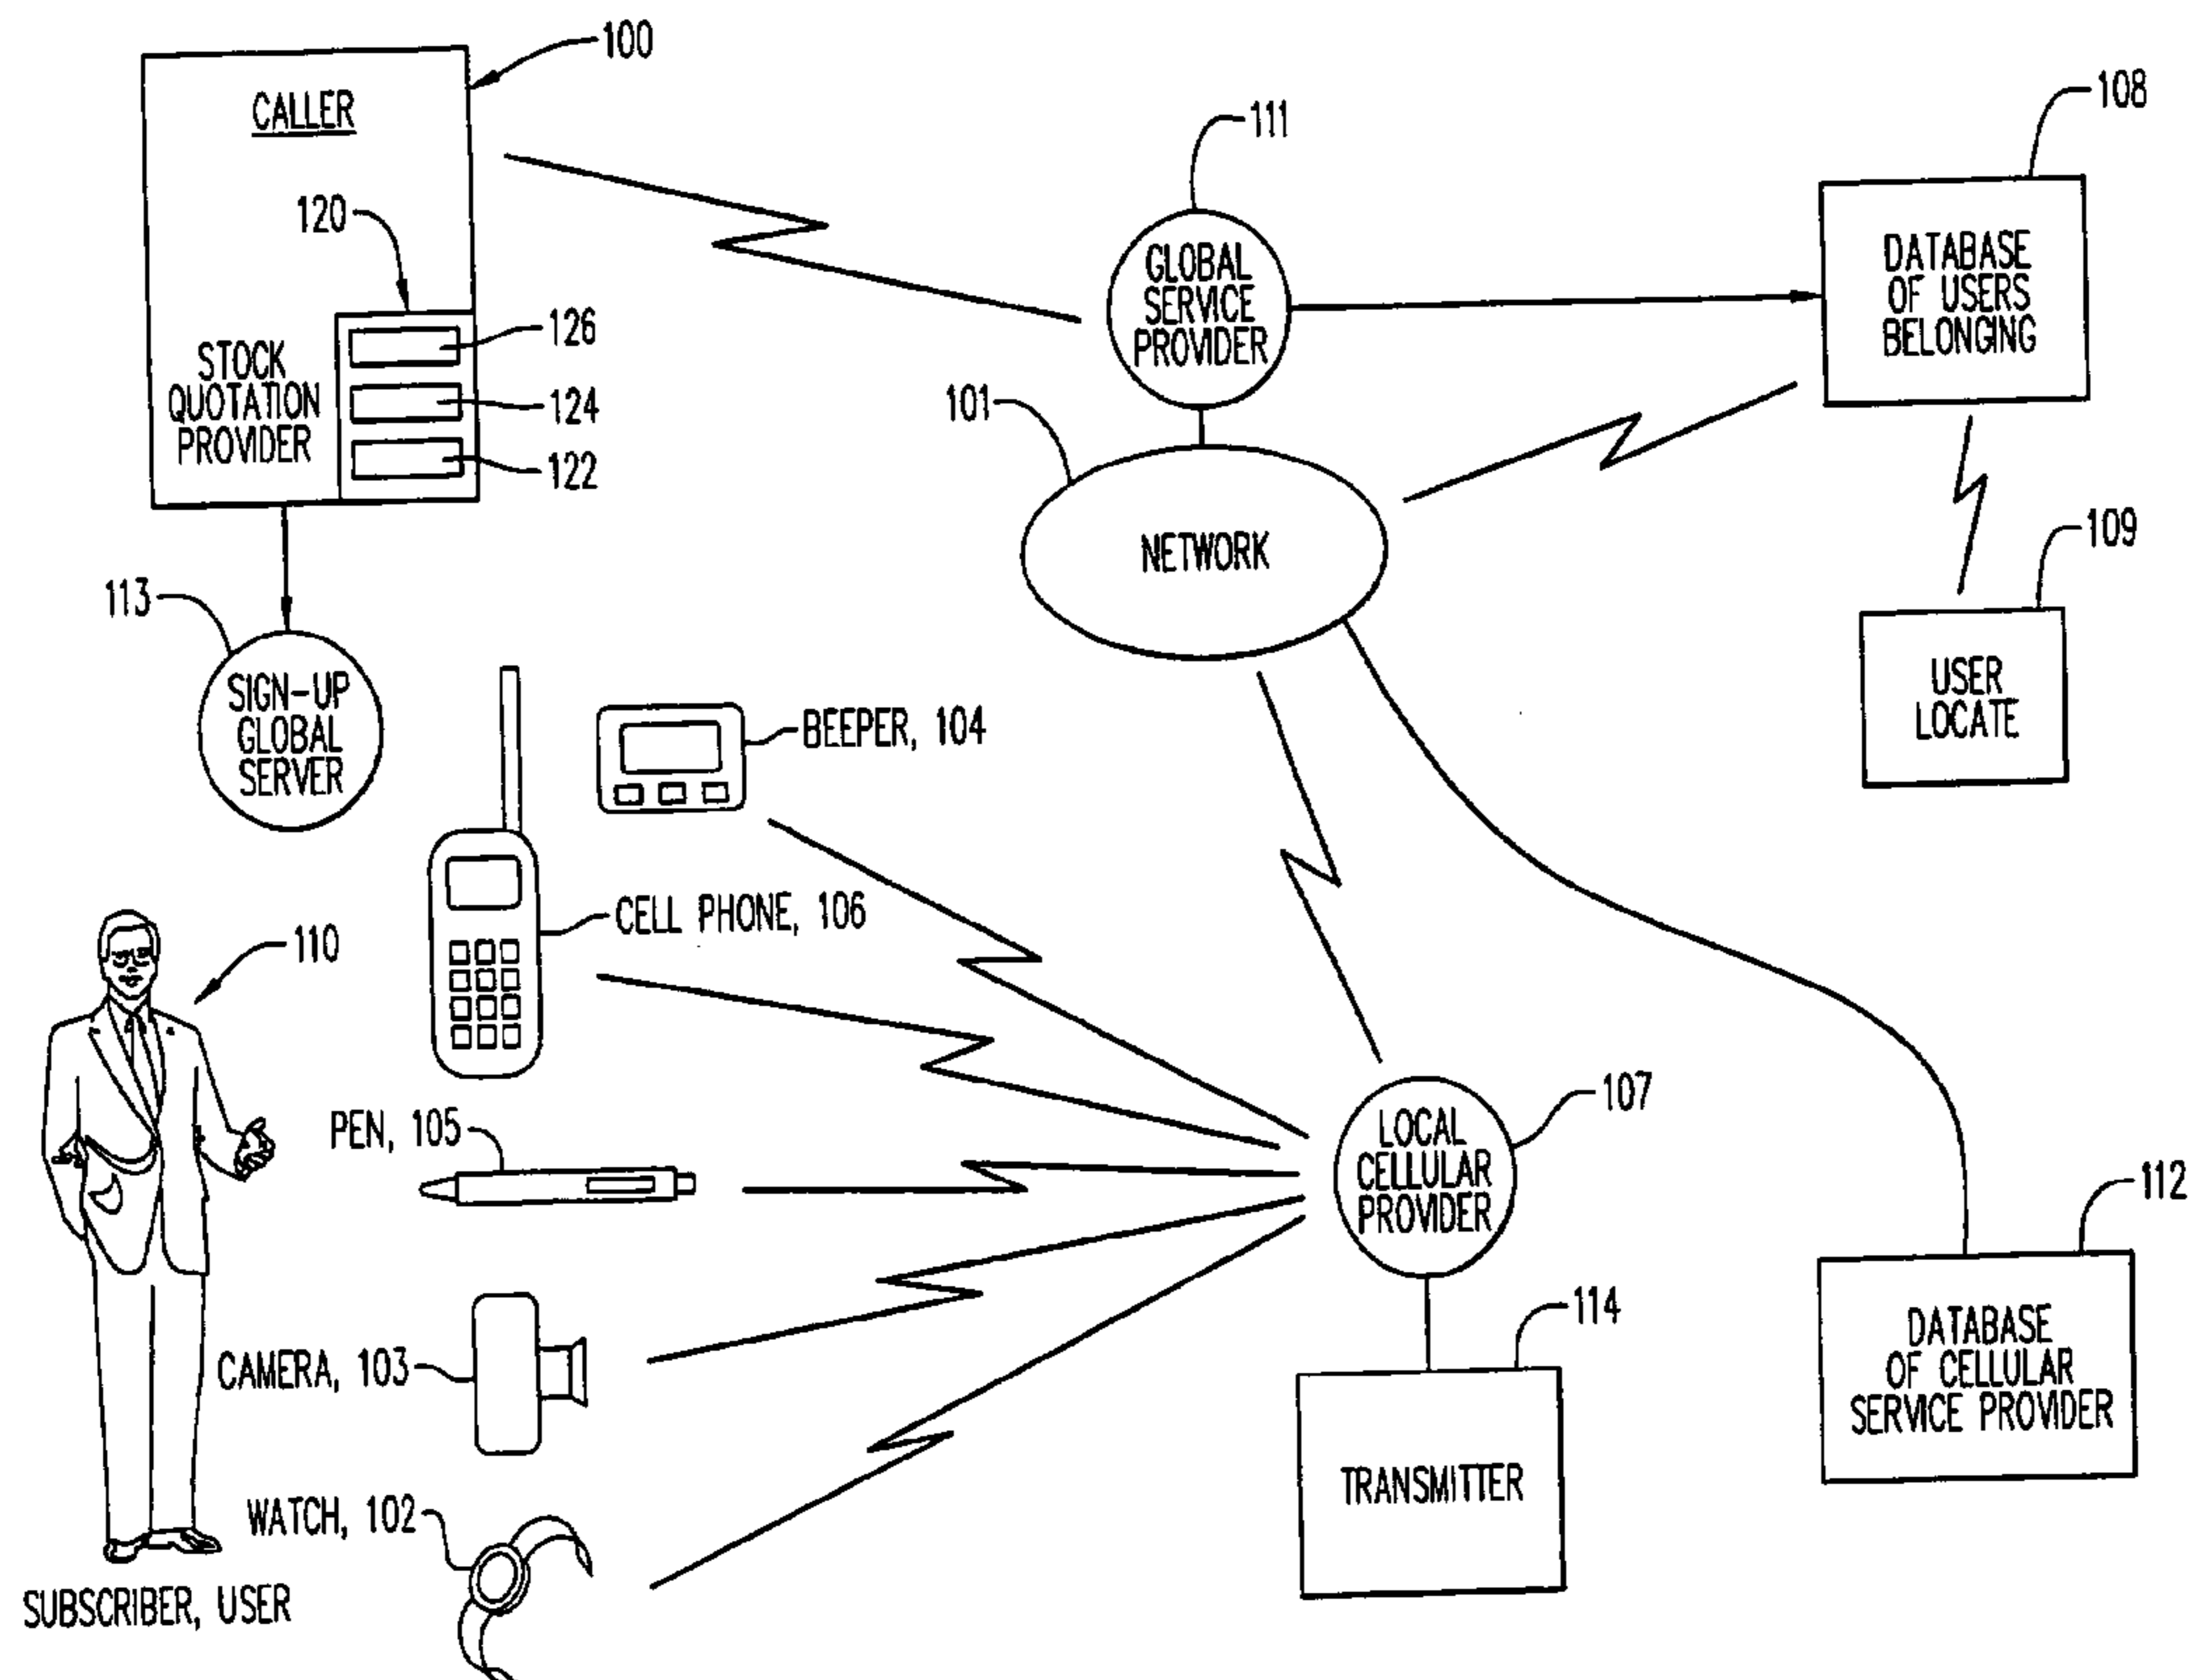 100
CALLER
120
126
124
122
STOCK
QUOTATION
PROVIDER
113
SIGN-UP
GLOBAL
SERVER
111
GLOBAL
SERVICE
PROVIDER
101
NETWORK
108
DATABASE
OF USERS
BELONGING
109
USER
LOCATE
BEEPER, 104
CELL PHONE, 106
110
PEN, 105
CAMERA, 103
WATCH, 102
SUBSCRIBER, USER
107
LOCAL
CELLULAR
PROVIDER
114
TRANSMITTER
112
DATABASE
OF CELLULAR
SERVICE PROVIDER